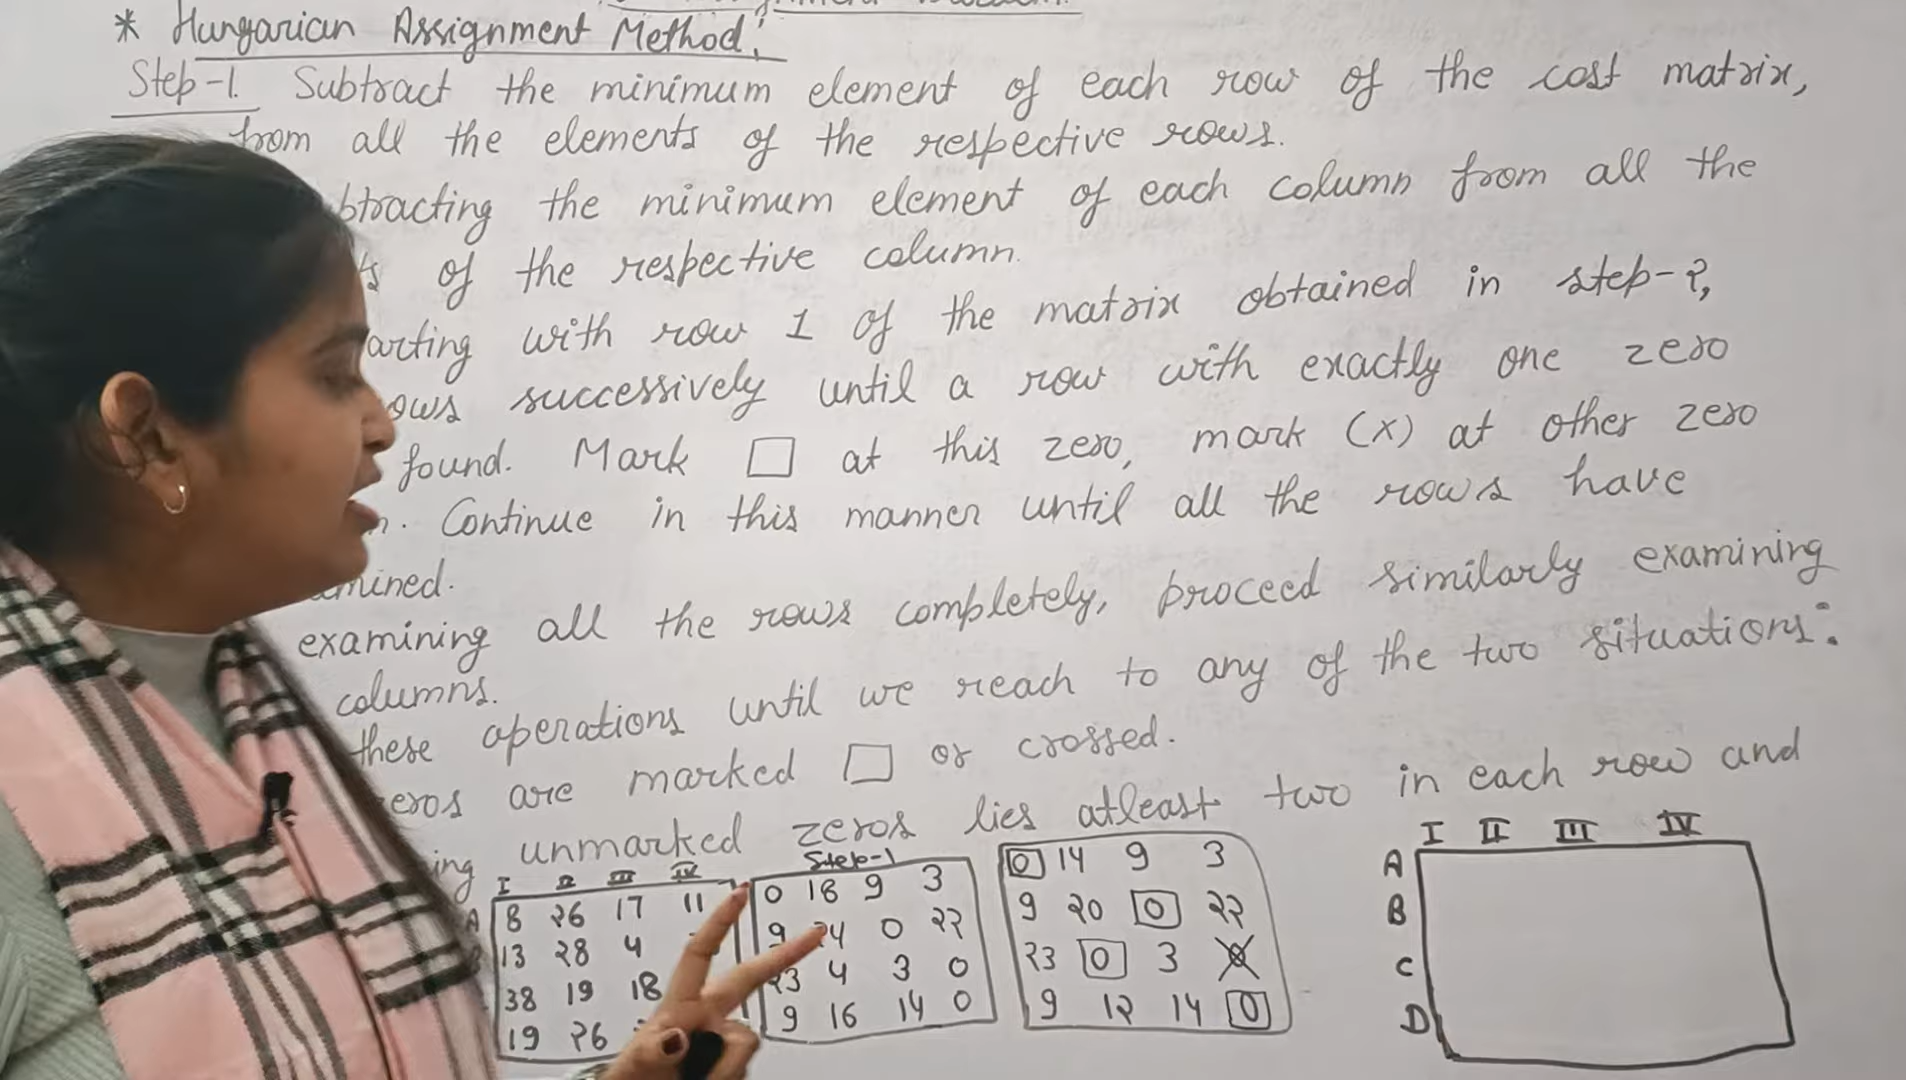 * Hungarian Assignment Method:
Step-1. Subtract the minimum element of each row of the cost matrix,
from all the elements of the respective rows.
btracting the minimum element of each column from all the
ts of the respective column.
arting with row 1 of the matrix obtained in step-2,
ows successively until a row with exactly one zero
found. Mark □ at this zero, mark (X) at other zero
n. Continue in this manner until all the rows have
mined.
examining all the rows completely, proceed similarly examining
columns.
these operations until we reach to any of the two situations:
eros are marked □ or crossed.
ing unmarked zeros lies atleast two in each row and
I II III IV
A 8 26 17 11
13 28 4
38 19 18
19 26
Step-1
0 18 9 3
9 24 0 22
23 4 3 0
9 16 14 0
0 14 9 3
9 20 0 22
23 0 3 0
9 12 14 0
I II III IV
A
B
C
D